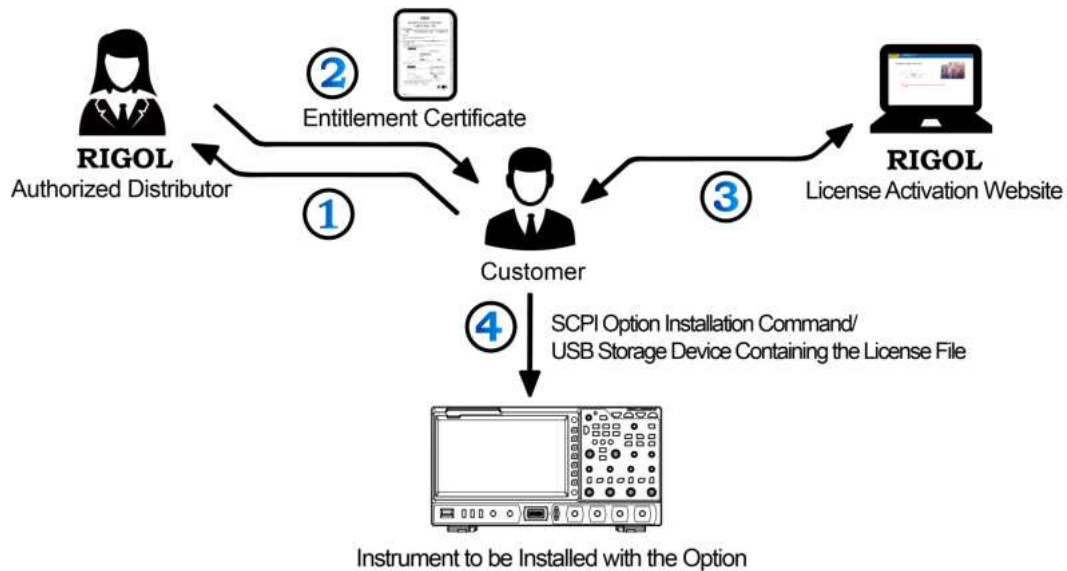 2
Entitlement Certificate
RIGOL
Authorized Distributor
1
RIGOL
License Activation Website
3
Customer
4
SCPI Option Installation Command/
USB Storage Device Containing the License File
Instrument to be Installed with the Option